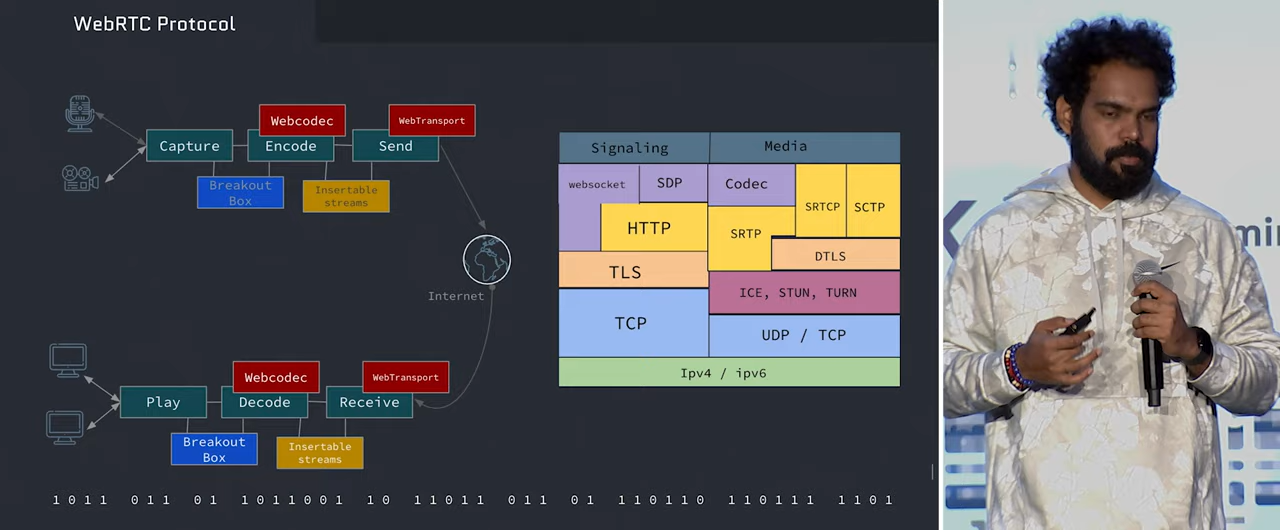 WebRTC Protocol
Webcodec
WebTransport
Capture
Encode
Send
Breakout
Box
Insertable
streams
Internet
Webcodec
WebTransport
Play
Decode
Receive
Breakout
Box
Insertable
streams
Signaling
Media
websocket
SDP
Codec
SRTCP
SCTP
HTTP
SRTP
DTLS
TLS
ICE, STUN, TURN
TCP
UDP / TCP
Ipv4 / ipv6
1011 011 01 1011001 10 11011 011 01 110110 110111 1101